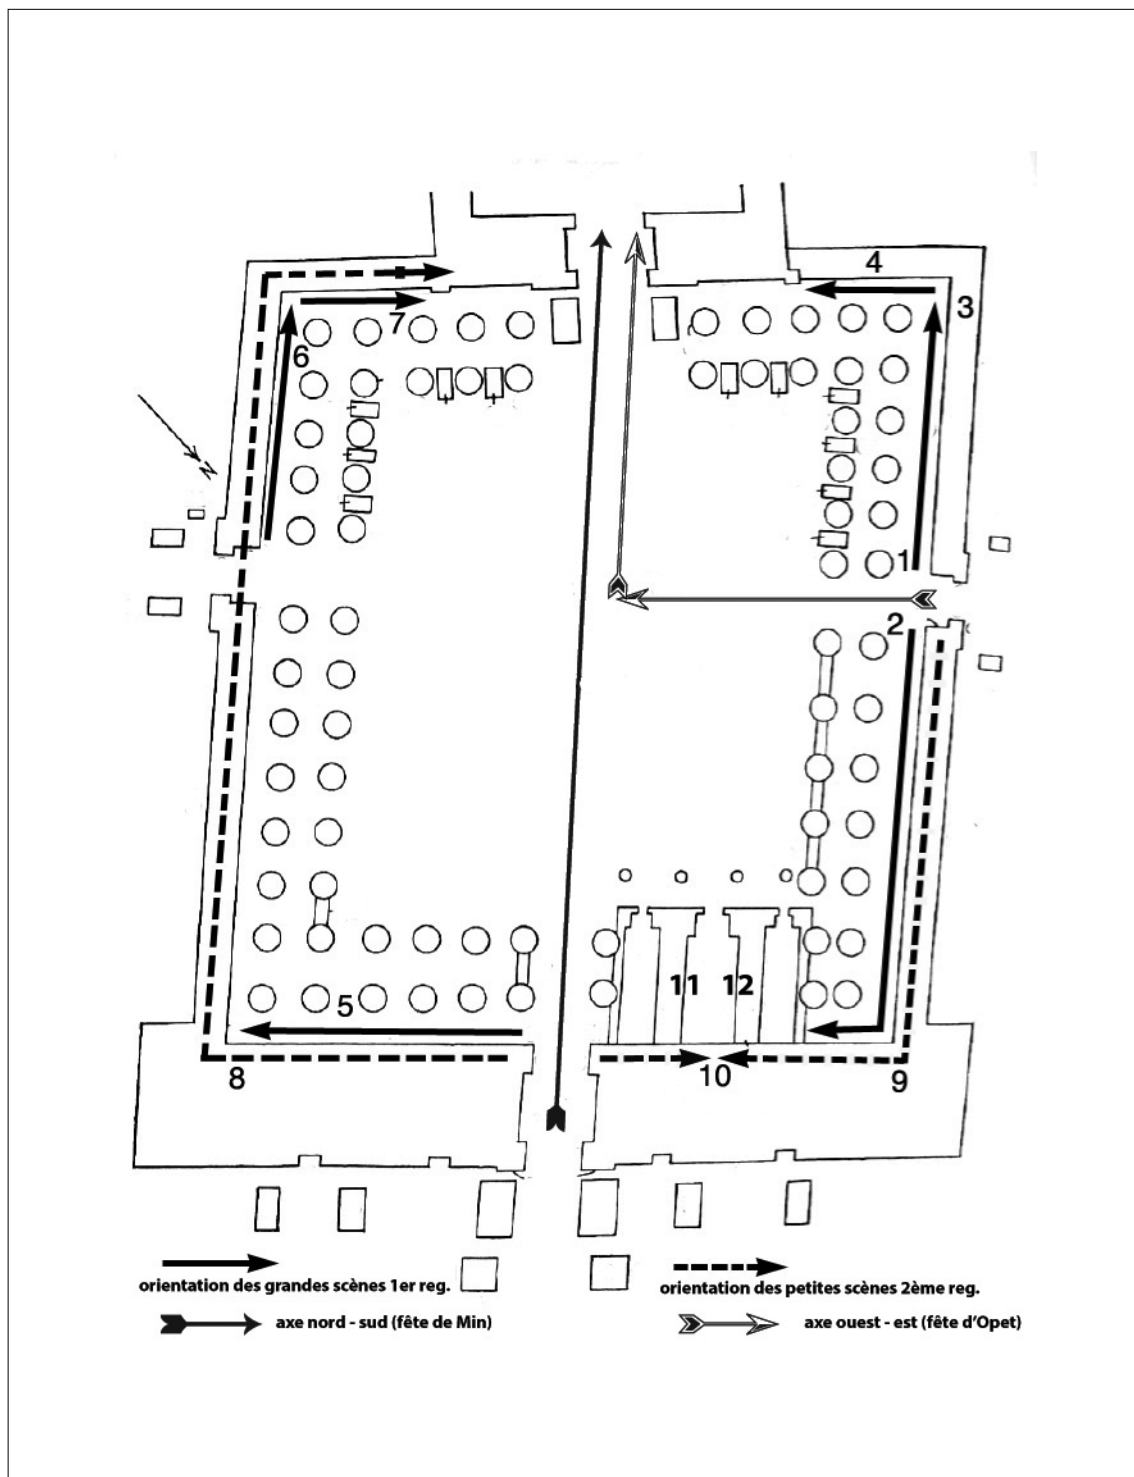 4
3
7
6
N
1
2
11 12
5
10
8
9
orientation des grandes scènes 1er reg.
orientation des petites scènes 2ème reg.
axe nord - sud (fête de Min)
axe ouest - est (fête d'Opet)